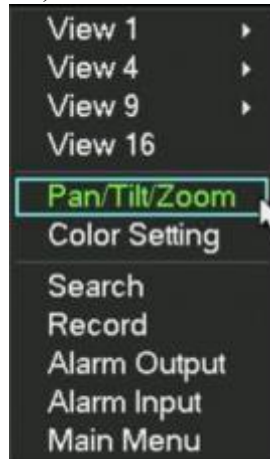 View 1
View 4
View 9
View 16
Pan/Tilt/Zoom
Color Setting
Search
Record
Alarm Output
Alarm Input
Main Menu